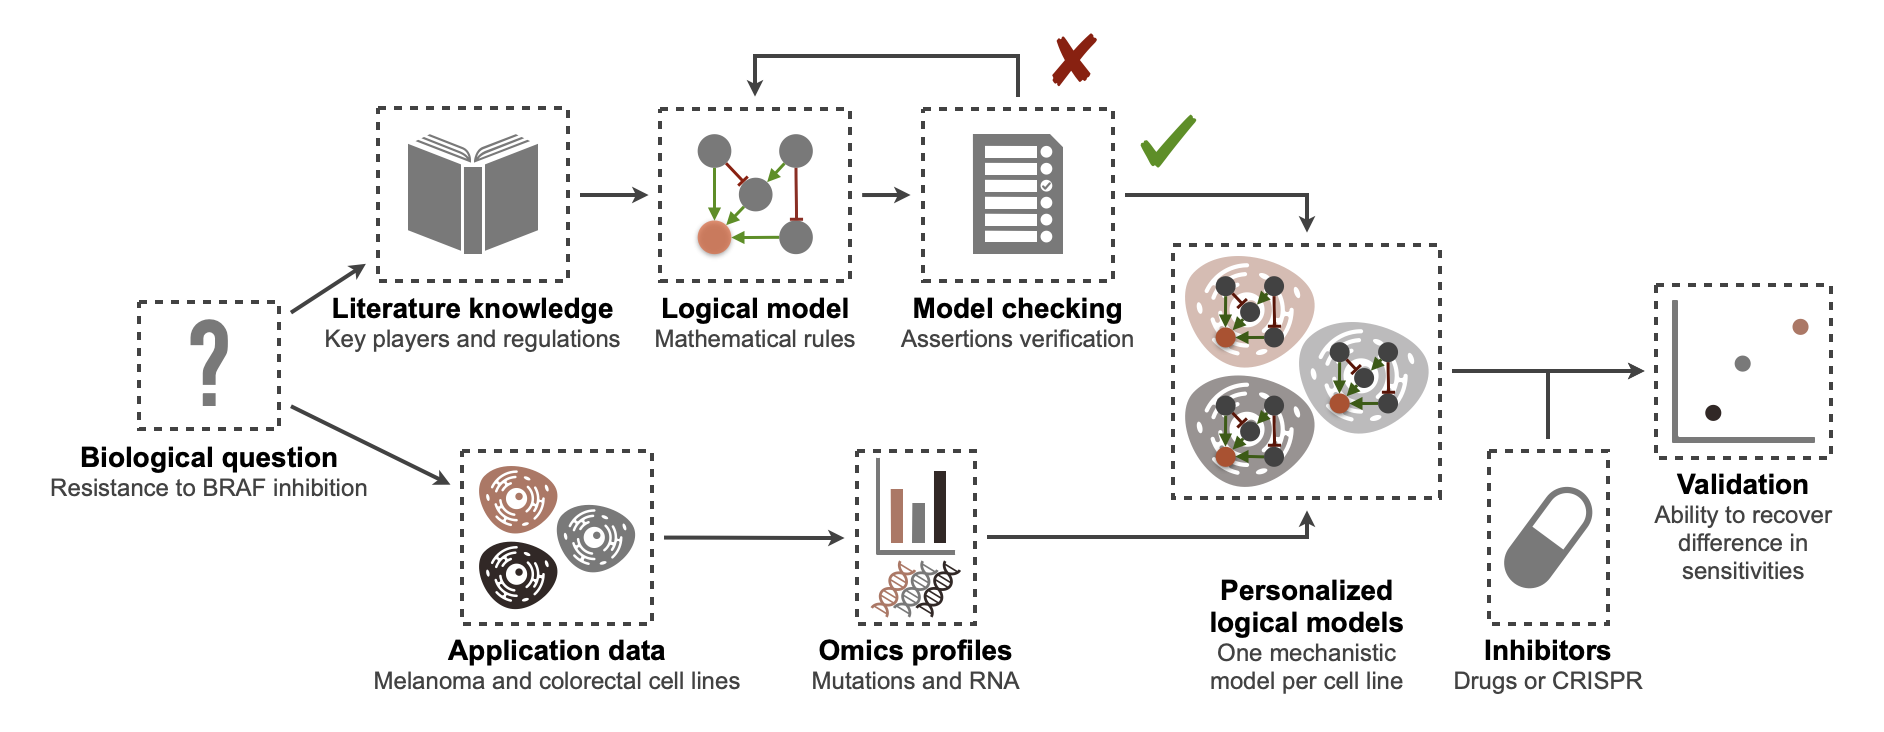 Literature knowledge
Key players and regulations
Logical model
Mathematical rules
Model checking
Assertions verification
Biological question
Resistance to BRAF inhibition
Application data
Melanoma and colorectal cell lines
Omics profiles
Mutations and RNA
Personalized
logical models
One mechanistic
model per cell line
Inhibitors
Drugs or CRISPR
Validation
Ability to recover
difference in
sensitivities